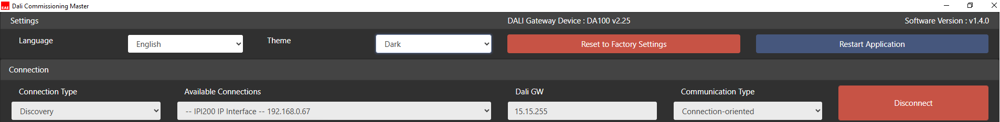 EAE Dali Commissioning Master
Settings DALI Gateway Device : DA100 v2.25 Software Version : v1.4.0
Language English Theme Dark Reset to Factory Settings Restart Application
Connection
Connection Type Available Connections Dali GW Communication Type
Discovery -- IPI200 IP Interface -- 192.168.0.67 15.15.255 Connection-oriented Disconnect